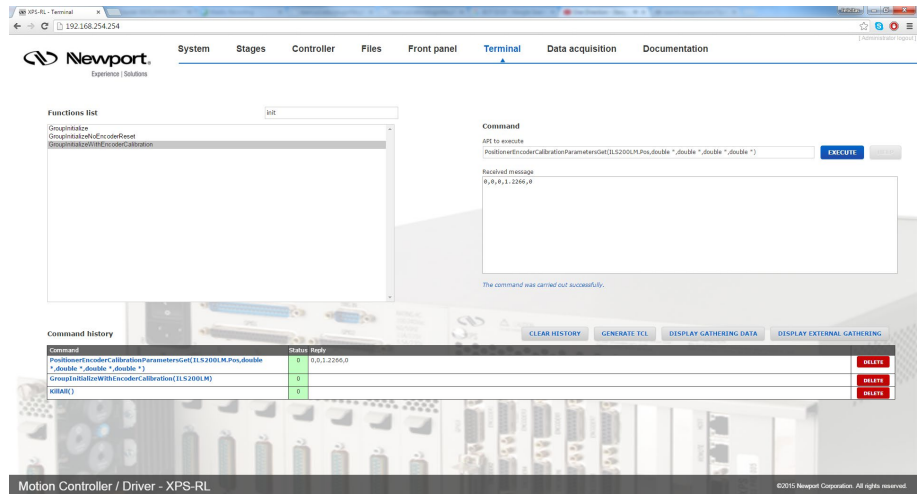 XPS-RL - Terminal
192.168.254.254
[ Administrator logout ]
Newport.
Experience | Solutions
System Stages Controller Files Front panel Terminal Data acquisition Documentation
Functions list
init
GroupInitialize
GroupInitializeNoEncoderReset
GroupInitializeWithEncoderCalibration
Command
API to execute
PositionerEncoderCalibrationParametersGet(ILS200LM.Pos,double *,double *,double *,double *)
EXECUTE
Received message
0,0,0,1.2266,0
The command was carried out successfully.
Command history
CLEAR HISTORY GENERATE TCL DISPLAY GATHERING DATA DISPLAY EXTERNAL GATHERING
Command Status Reply
PositionerEncoderCalibrationParametersGet(ILS200LM.Pos,double
*,double *,double *,double *)
0 0,0,1.2266,0 DELETE
GroupInitializeWithEncoderCalibration(ILS200LM) 0 DELETE
KillAll() 0 DELETE
Motion Controller / Driver - XPS-RL
©2015 Newport Corporation. All rights reserved.